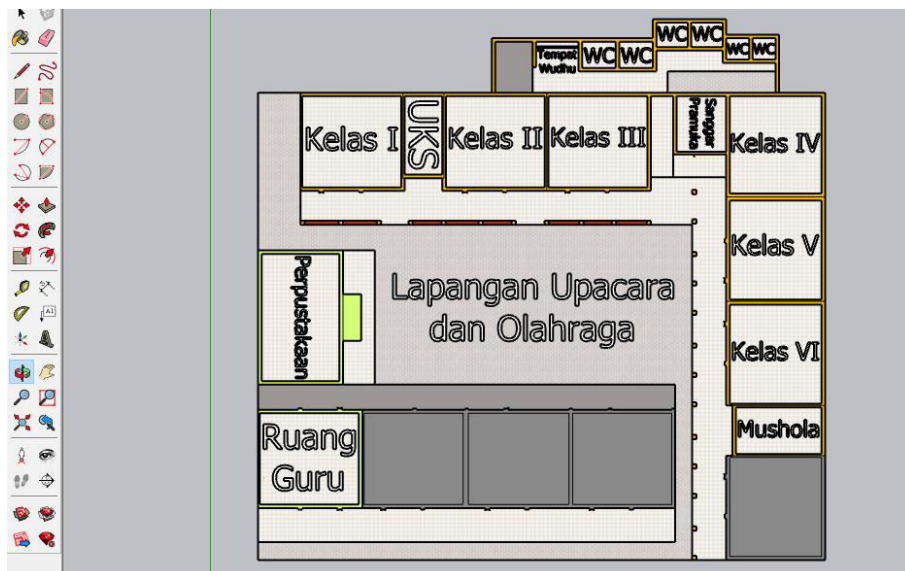 WC WC
Tempat WC WC WC WC
Wudhu
Kelas I UKS Kelas II Kelas III Sanggar Pramuka Kelas IV
Kelas V
Perpustakaan
Lapangan Upacara
dan Olahraga
Kelas VI
Mushola
Ruang
Guru
A1